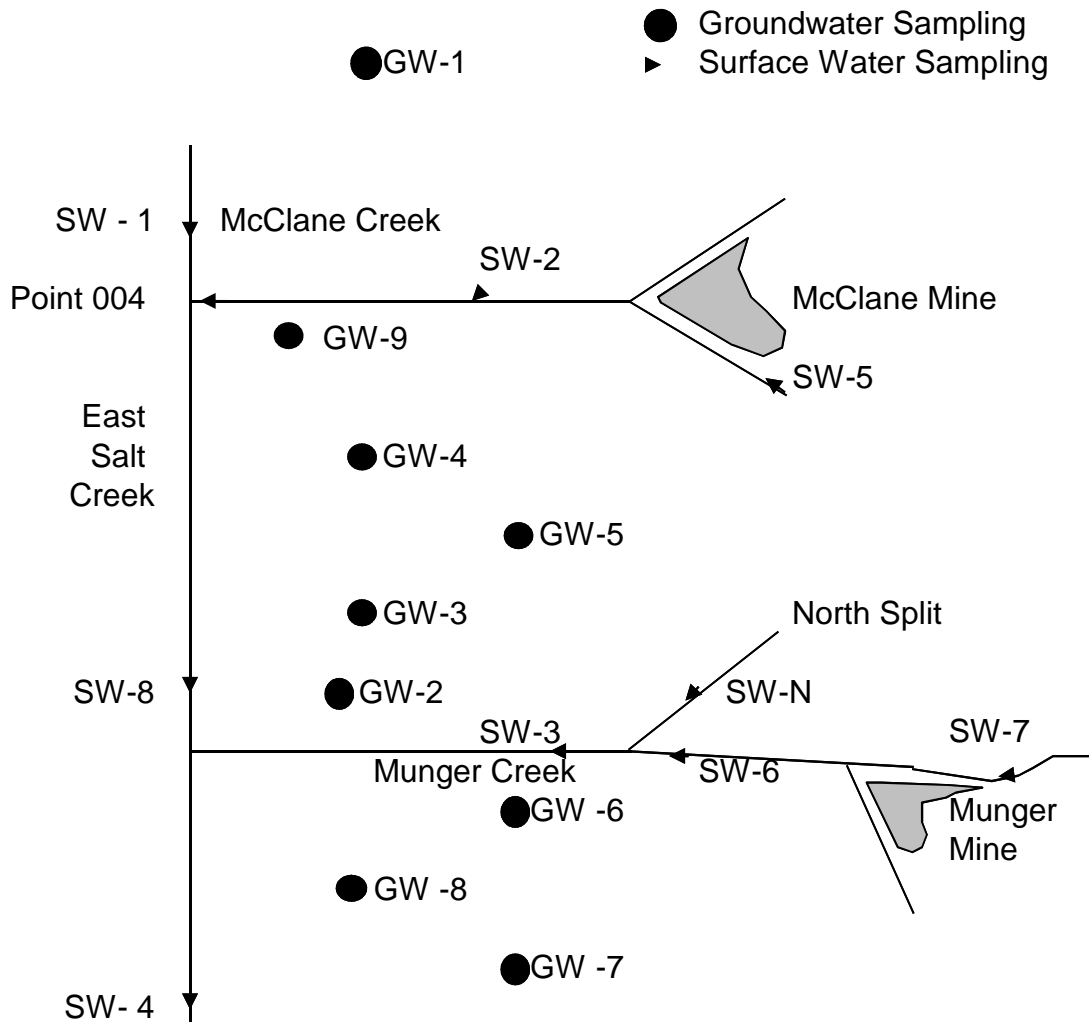 Groundwater Sampling
GW-1
Surface Water Sampling
SW - 1
McClane Creek
SW-2
Point 004
McClane Mine
GW-9
SW-5
East
Salt
Creek
GW-4
GW-5
GW-3
North Split
SW-8
GW-2
SW-N
SW-3
SW-7
Munger Creek
SW-6
GW -6
Munger
Mine
GW -8
GW -7
SW- 4